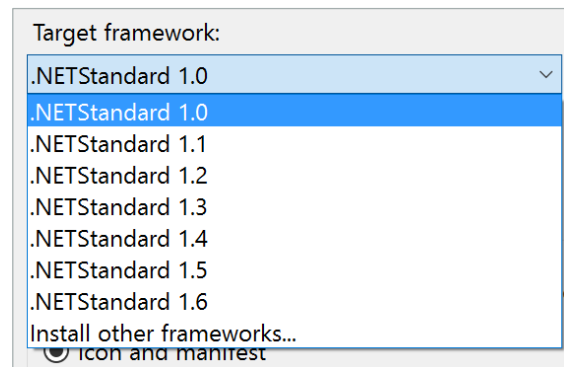 Target framework:
.NETStandard 1.0
.NETStandard 1.0
.NETStandard 1.1
.NETStandard 1.2
.NETStandard 1.3
.NETStandard 1.4
.NETStandard 1.5
.NETStandard 1.6
Install other frameworks...
Icon and manifest